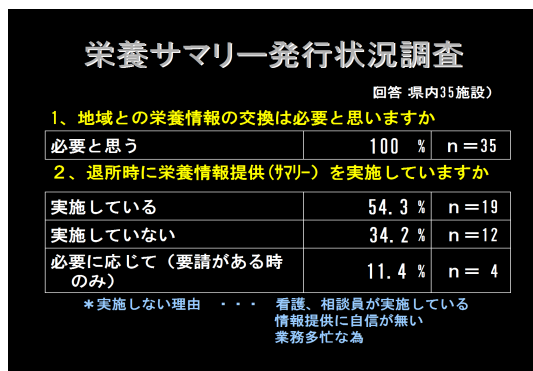 栄養サマリー発行状況調査
回答 県内35施設)
1、地域との栄養情報の交換は必要と思いますか
必要と思う 100 % n=35
2、退所時に栄養情報提供(ｻﾏﾘｰ)を実施していますか
実施している 54.3 % n=19
実施していない 34.2 % n=12
必要に応じて(要請がある時
のみ) 11.4 % n= 4
*実施しない理由 ・・・ 看護、相談員が実施している
情報提供に自信が無い
業務多忙な為